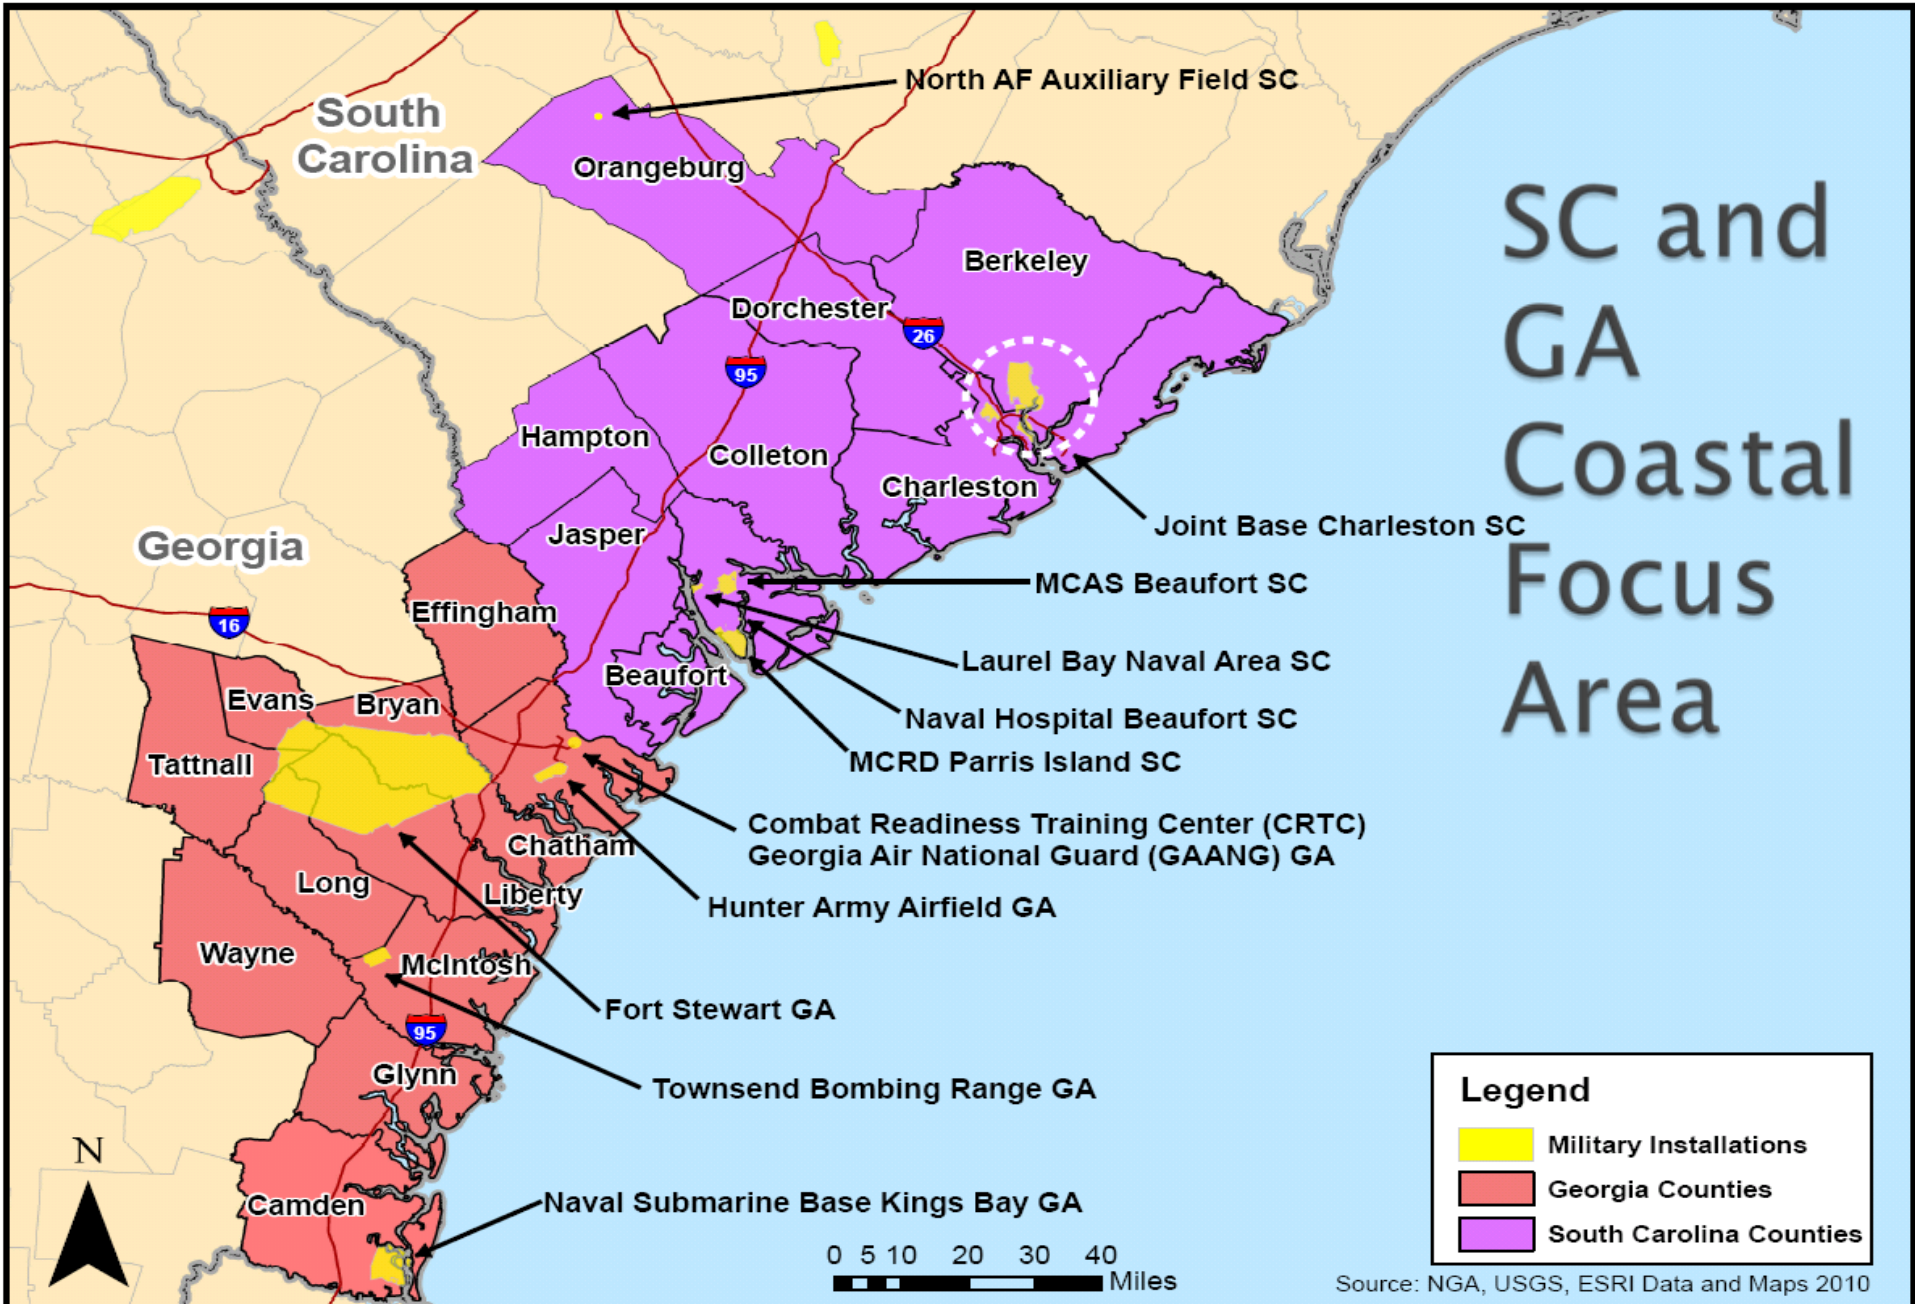 North AF Auxiliary Field SC
South
Carolina
Orangeburg
SC and
GA
Coastal
Focus
Area
Berkeley
Dorchester
26
95
Hampton
Colleton
Charleston
Joint Base Charleston SC
Jasper
Georgia
MCAS Beaufort SC
Effingham
16
Laurel Bay Naval Area SC
Beaufort
Evans
Bryan
Naval Hospital Beaufort SC
Tattnall
MCRD Parris Island SC
Combat Readiness Training Center (CRTC)
Georgia Air National Guard (GAANG) GA
Chatham
Long
Liberty
Hunter Army Airfield GA
Wayne
McIntosh
Fort Stewart GA
95
Glynn
Townsend Bombing Range GA
N
Camden
Naval Submarine Base Kings Bay GA
0 5 10 20 30 40
Miles
Legend
Military Installations
Georgia Counties
South Carolina Counties
Source: NGA, USGS, ESRI Data and Maps 2010